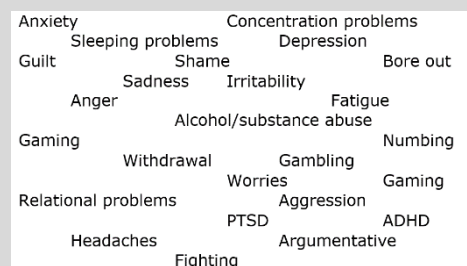 Anxiety Concentration problems
Sleeping problems Depression
Guilt Shame Bore out
Sadness Irritability
Anger Fatigue
Alcohol/substance abuse
Gaming Numbing
Withdrawal Gambling
Worries Gaming
Relational problems Aggression
PTSD ADHD
Headaches Argumentative
Fighting